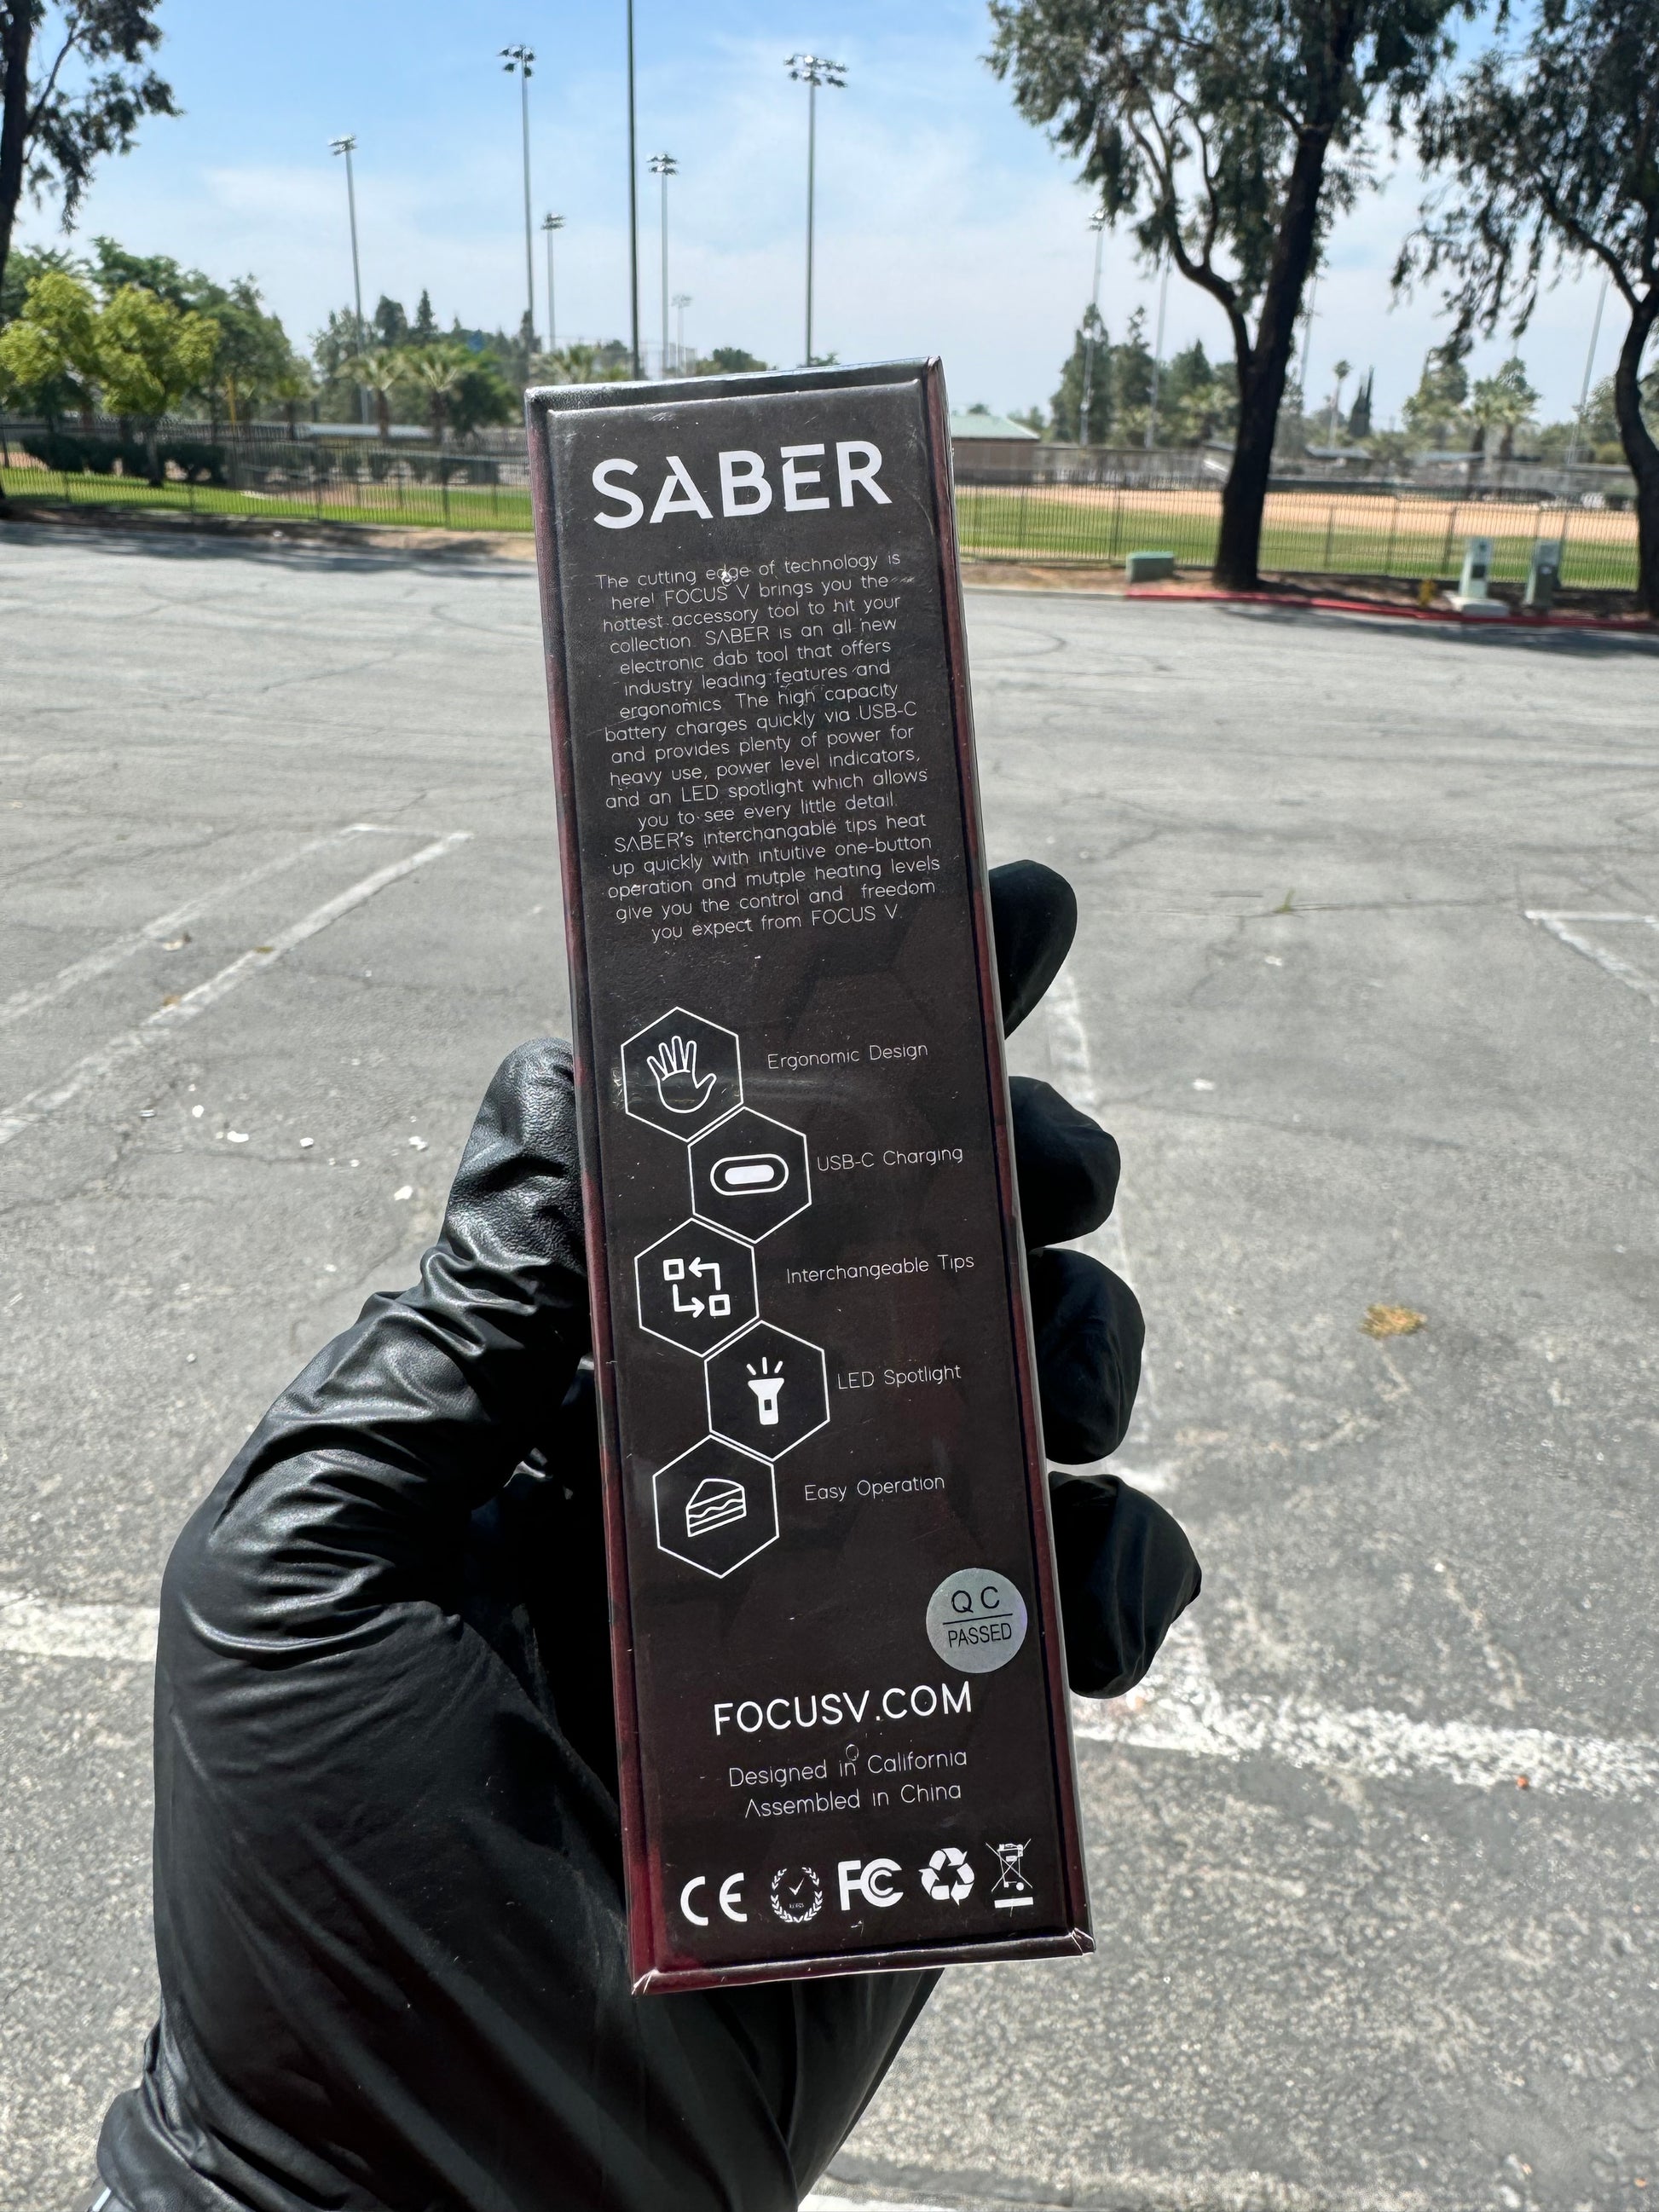 SABER
The cutting edge of technology is
here! FOCUS V brings you the
hottest accessory tool to hit your
collection. SABER is an all new
electronic dab tool that offers
industry leading features and
ergonomics. The high capacity
battery charges quickly via USB-C
and provides plenty of power for
heavy use, power level indicators,
and an LED spotlight which allows
you to see every little detail.
SABER's interchangable tips heat
up quickly with intuitive one-button
operation and mutple heating levels
give you the control and freedom
you expect from FOCUS V.
Ergonomic Design
USB-C Charging
Interchangeable Tips
LED Spotlight
Easy Operation
QC
PASSED
FOCUSV.COM
Designed in California
Assembled in China
CE
FC